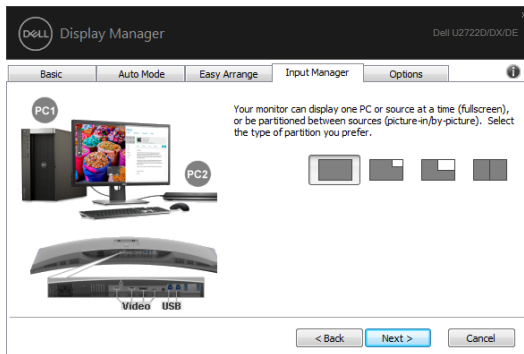 DELL Display Manager
Dell U2722D/DX/DE
Basic Auto Mode Easy Arrange Input Manager Options
PC1
Your monitor can display one PC or source at a time (fullscreen),
or be partitioned between sources (picture-in/by-picture). Select
the type of partition you prefer.
PC2
Video USB
< Back Next > Cancel